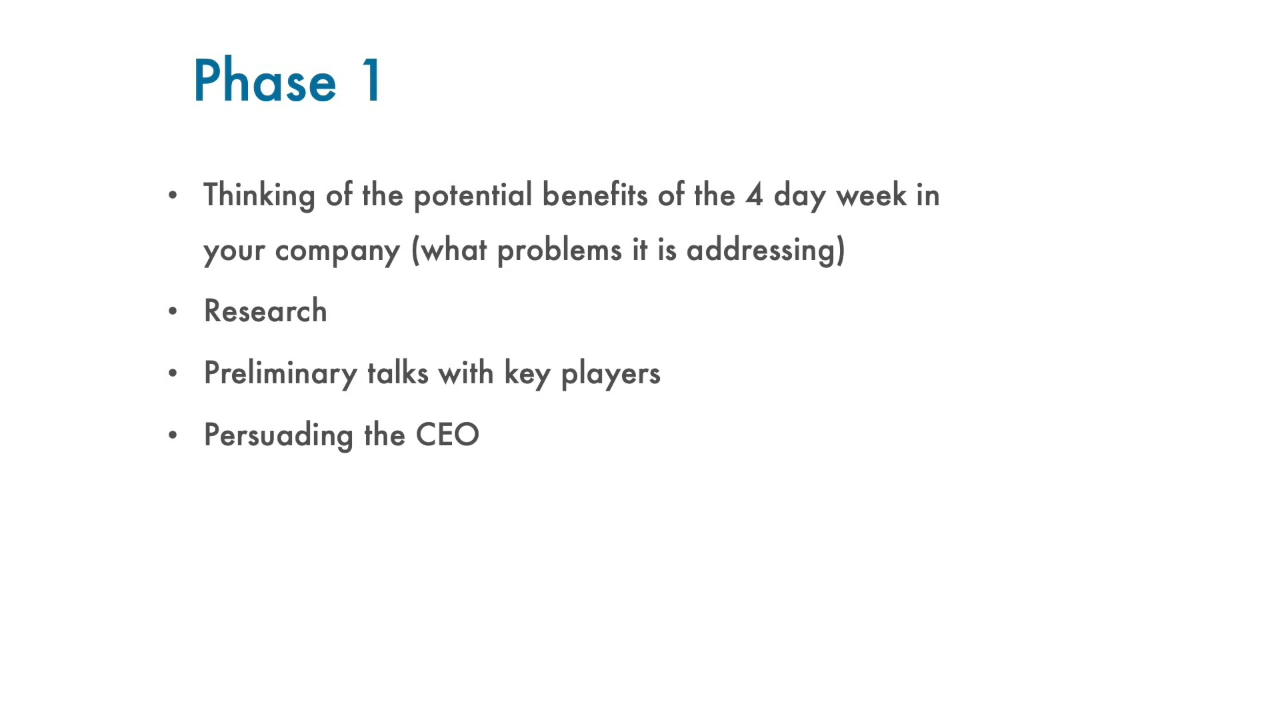 Phase 1
• Thinking of the potential benefits of the 4 day week in
your company (what problems it is addressing)
• Research
• Preliminary talks with key players
• Persuading the CEO